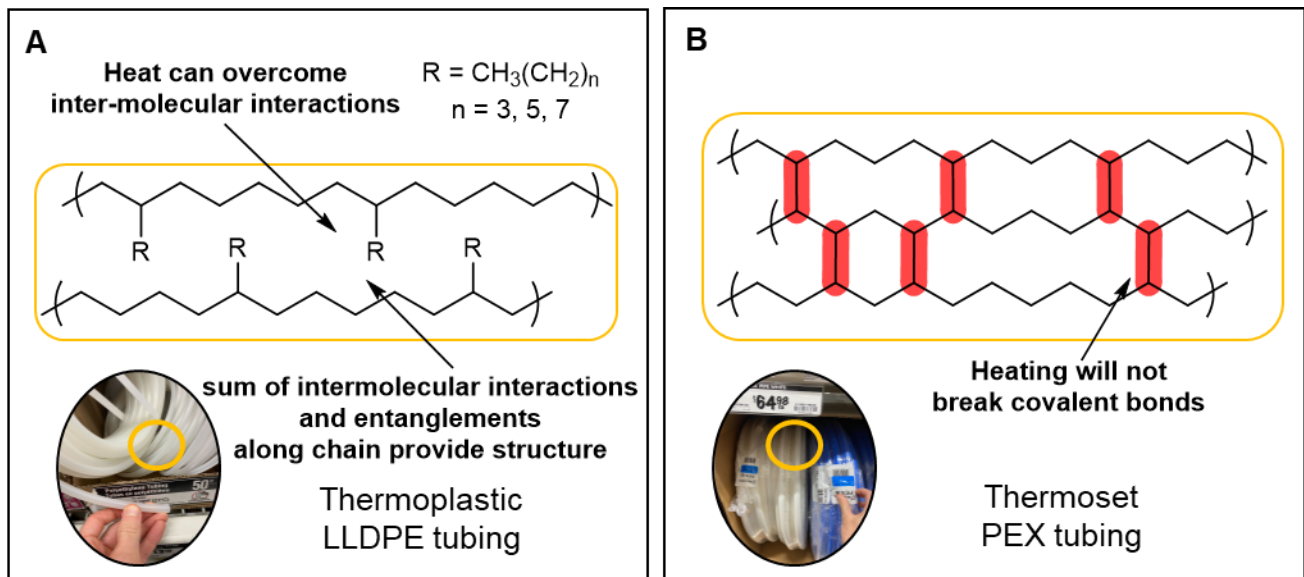 A
Heat can overcome
inter-molecular interactions
R = CH₃(CH₂)ₙ
n = 3, 5, 7
R
R
R
R
sum of intermolecular interactions
and entanglements
along chain provide structure
50
Thermoplastic
LLDPE tubing
B
Heating will not
break covalent bonds
$64.98
Thermoset
PEX tubing